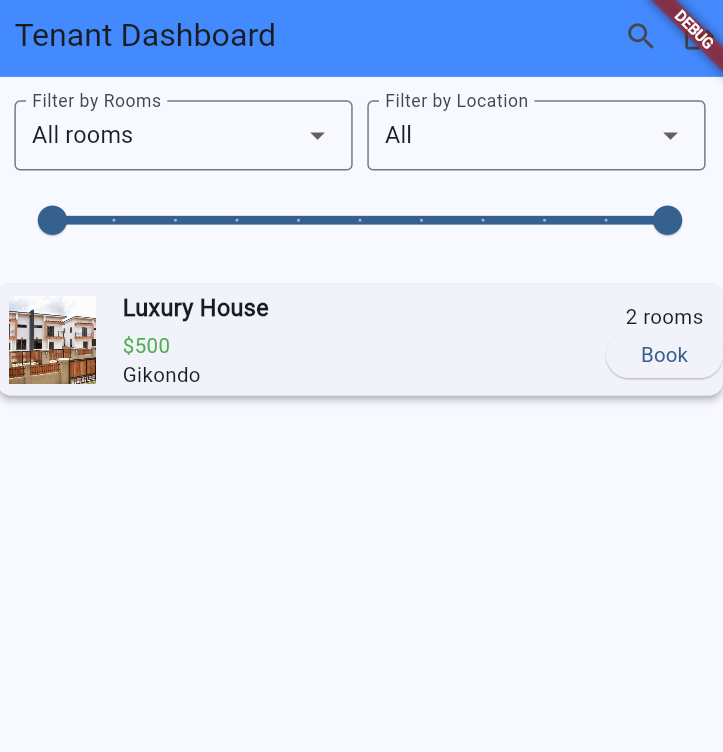 Tenant Dashboard
DEBUG
Filter by Rooms
All rooms
Filter by Location
All
Luxury House
$500
Gikondo
2 rooms
Book